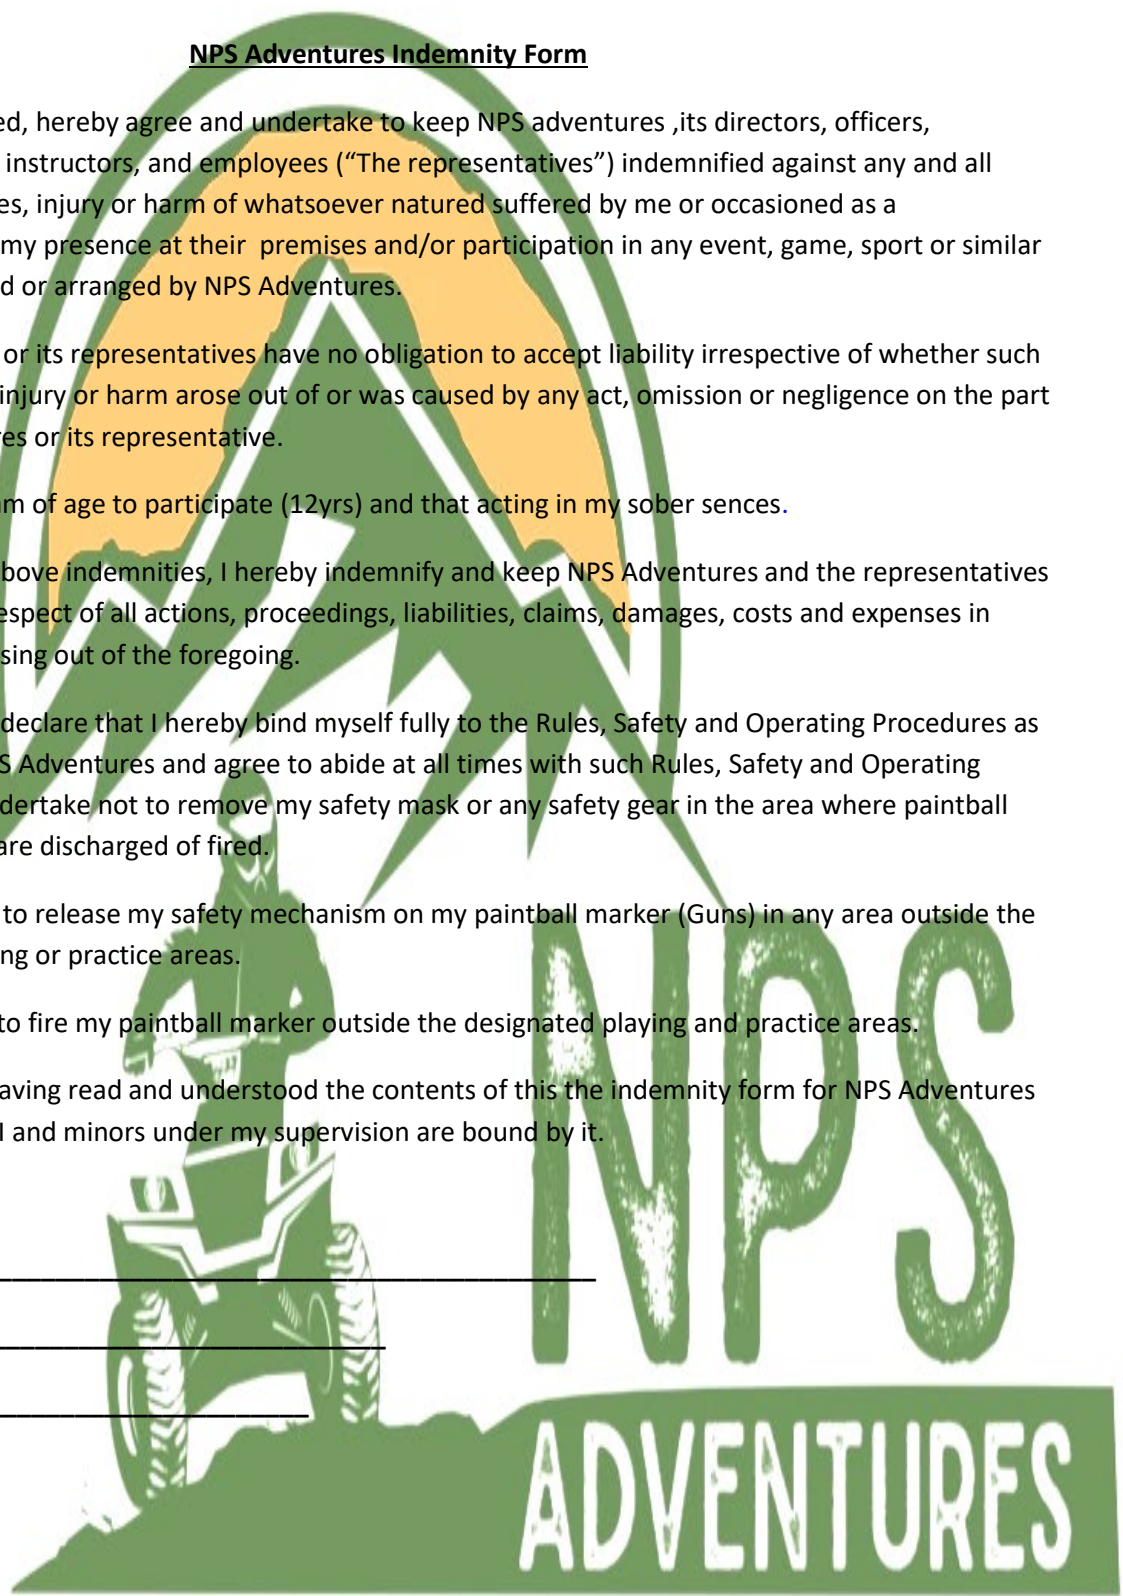 NPS Adventures Indemnity Form
ed, hereby agree and undertake to keep NPS adventures ,its directors, officers,
instructors, and employees (“The representatives”) indemnified against any and all
es, injury or harm of whatsoever natured suffered by me or occasioned as a
my presence at their premises and/or participation in any event, game, sport or similar
d or arranged by NPS Adventures.
or its representatives have no obligation to accept liability irrespective of whether such
injury or harm arose out of or was caused by any act, omission or negligence on the part
res or its representative.
am of age to participate (12yrs) and that acting in my sober sences.
bove indemnities, I hereby indemnify and keep NPS Adventures and the representatives
espect of all actions, proceedings, liabilities, claims, damages, costs and expenses in
sing out of the foregoing.
declare that I hereby bind myself fully to the Rules, Safety and Operating Procedures as
S Adventures and agree to abide at all times with such Rules, Safety and Operating
dertake not to remove my safety mask or any safety gear in the area where paintball
are discharged of fired.
to release my safety mechanism on my paintball marker (Guns) in any area outside the
ng or practice areas.
to fire my paintball marker outside the designated playing and practice areas.
aving read and understood the contents of this the indemnity form for NPS Adventures
I and minors under my supervision are bound by it.
NPS
ADVENTURES